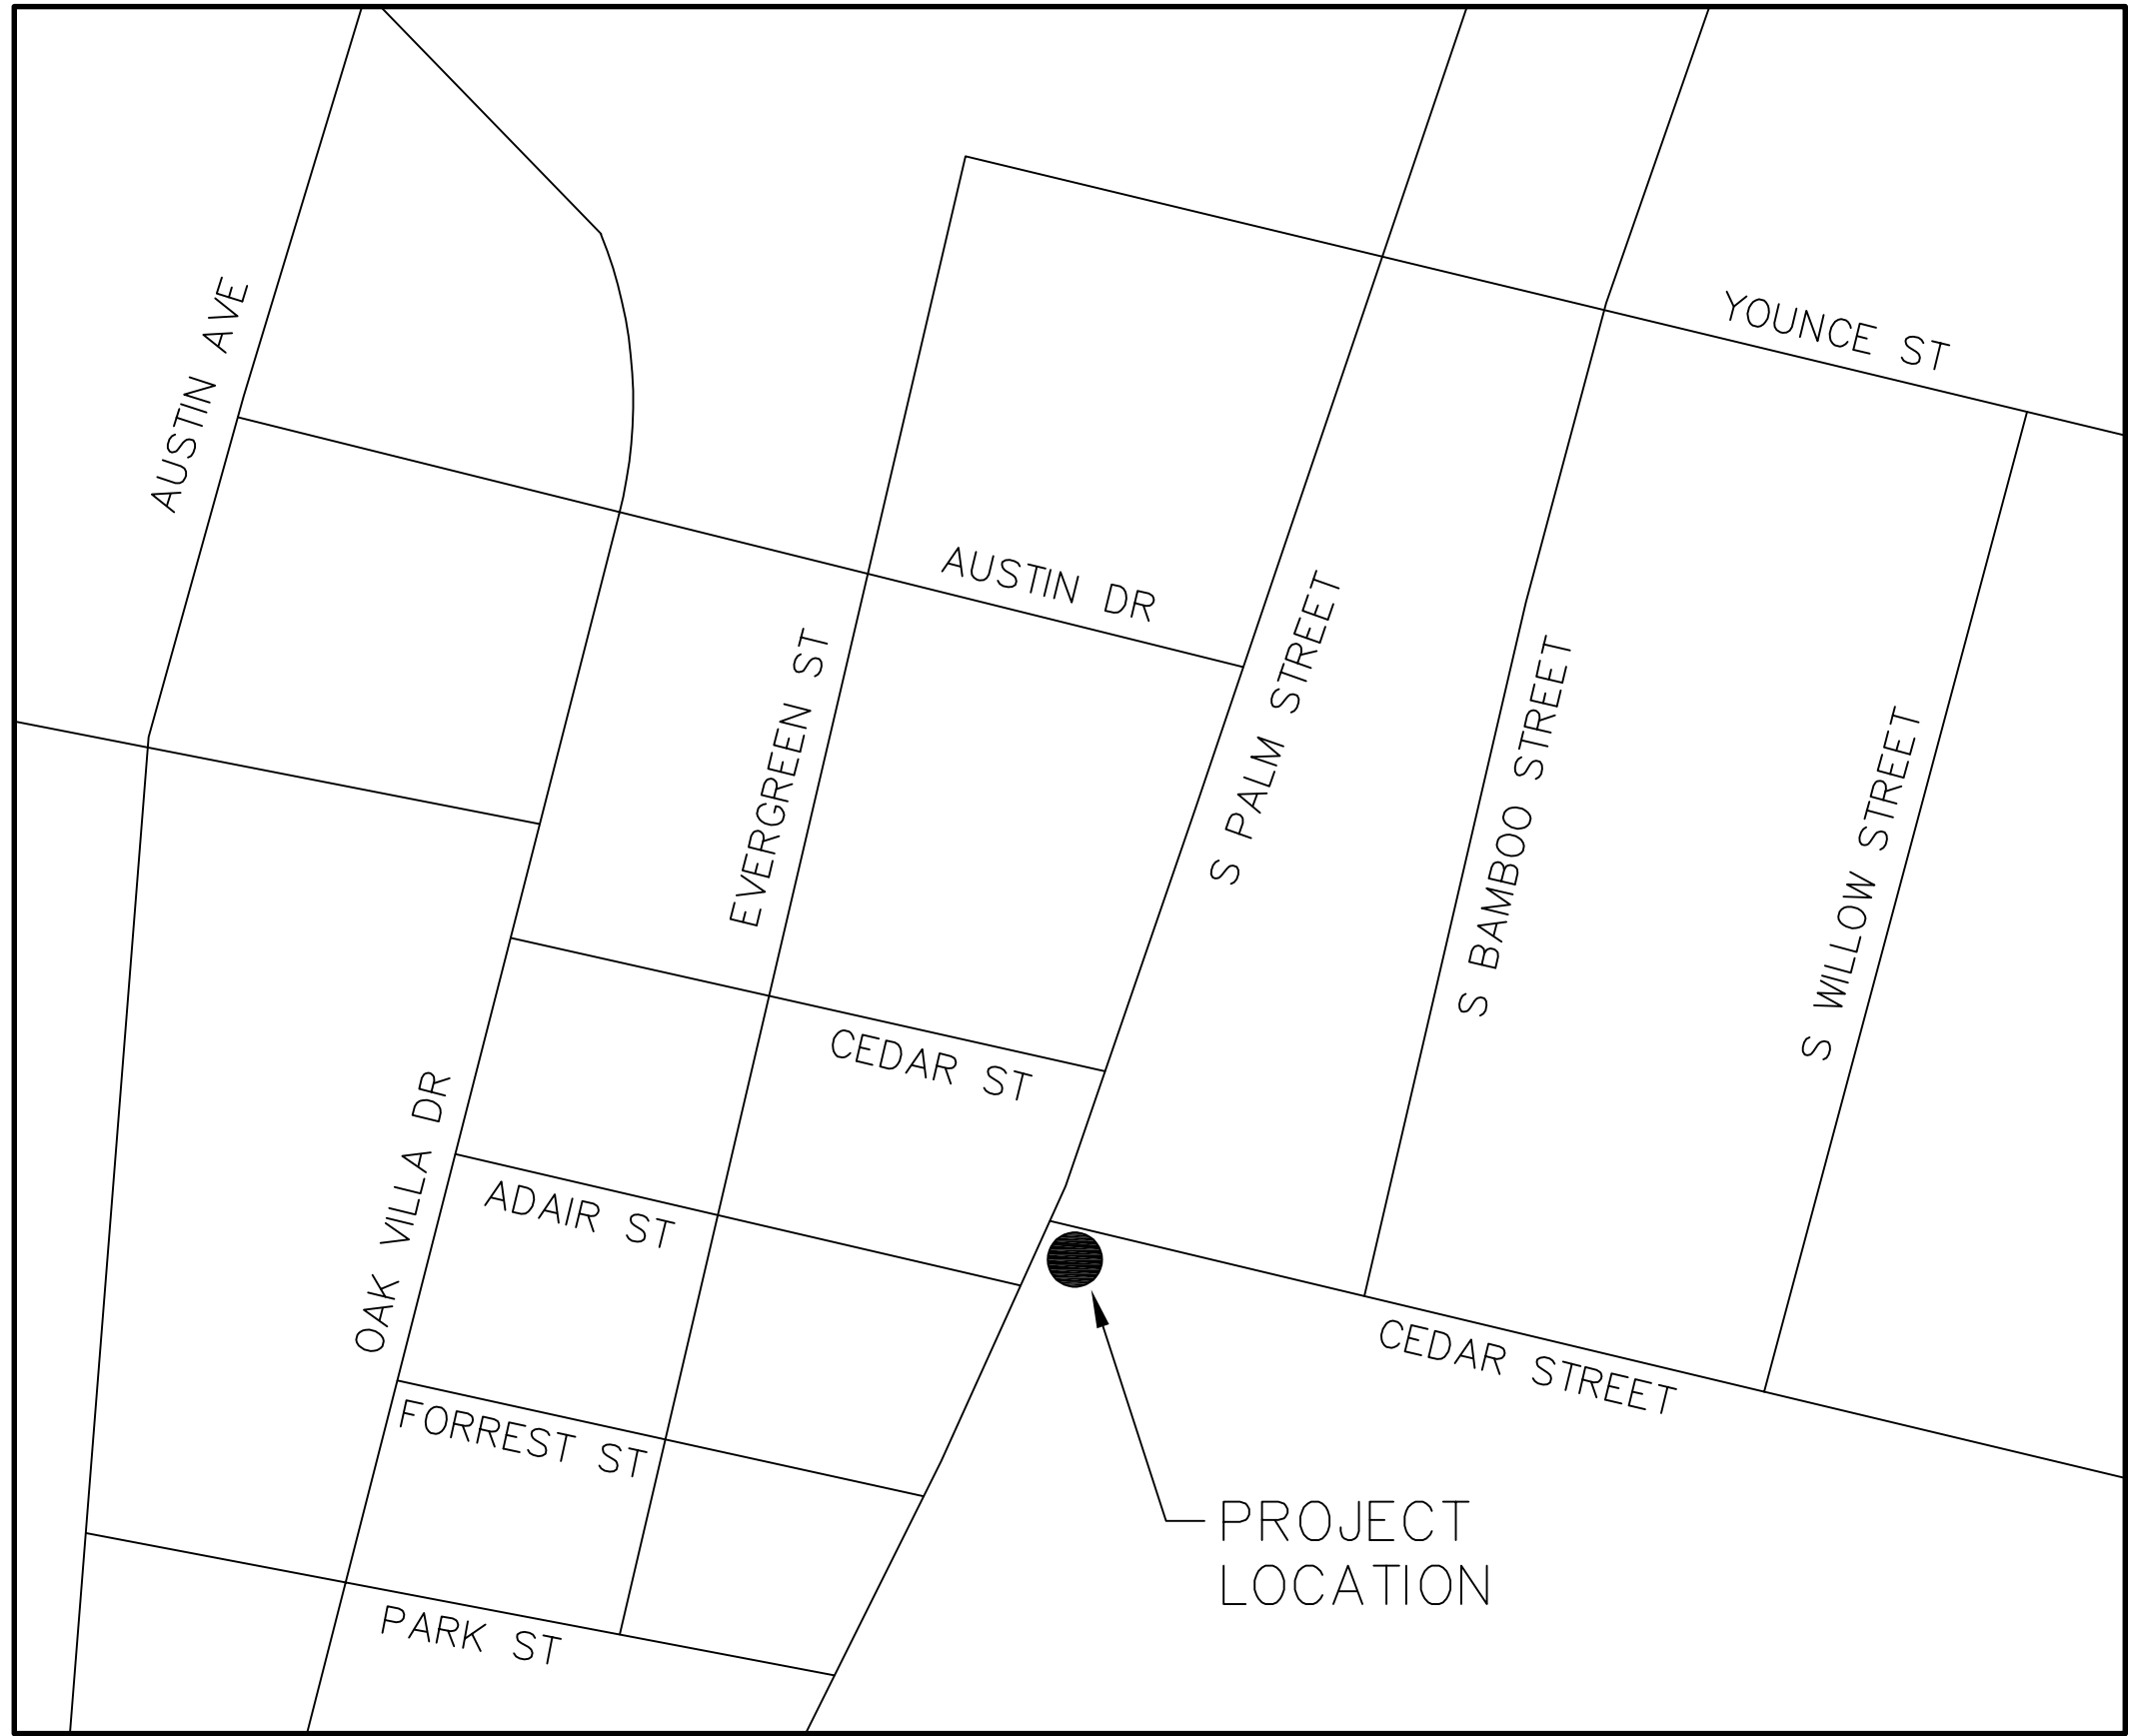 AUSTIN AVE
YOUNCE ST
AUSTIN DR
EVERGREEN ST
S PALM STREET
S BAMBOO STREET
S WILLOW STREET
CEDAR ST
OAK VILLA DR
ADAIR ST
CEDAR STREET
FORREST ST
PARK ST
PROJECT
LOCATION